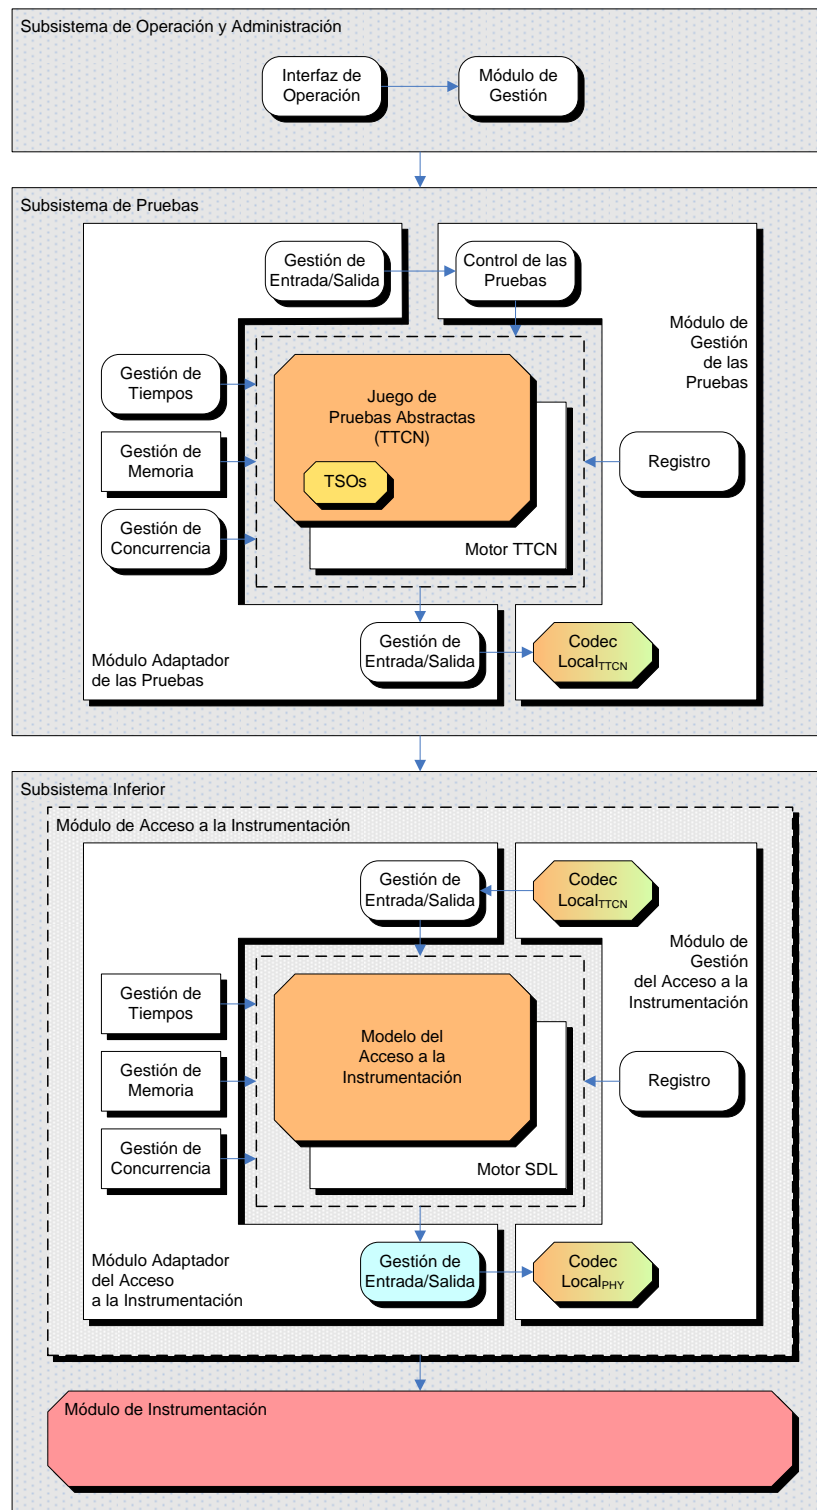 Subsistema de Operación y Administración
Interfaz de
Operación
Módulo de
Gestión
Subsistema de Pruebas
Gestión de
Entrada/Salida
Control de las
Pruebas
Módulo de
Gestión
de las
Pruebas
Gestión de
Tiempos
Juego de
Pruebas Abstractas
(TTCN)
Gestión de
Memoria
Registro
TSOs
Gestión de
Concurrencia
Motor TTCN
Gestión de
Entrada/Salida
Codec
LocalTTCN
Módulo Adaptador
de las Pruebas
Subsistema Inferior
Módulo de Acceso a la Instrumentación
Gestión de
Entrada/Salida
Codec
LocalTTCN
Módulo de
Gestión
del Acceso a la
Instrumentación
Gestión de
Tiempos
Modelo del
Acceso a la
Instrumentación
Gestión de
Memoria
Registro
Gestión de
Concurrencia
Motor SDL
Módulo Adaptador
del Acceso
a la Instrumentación
Gestión de
Entrada/Salida
Codec
LocalPHY
Módulo de Instrumentación